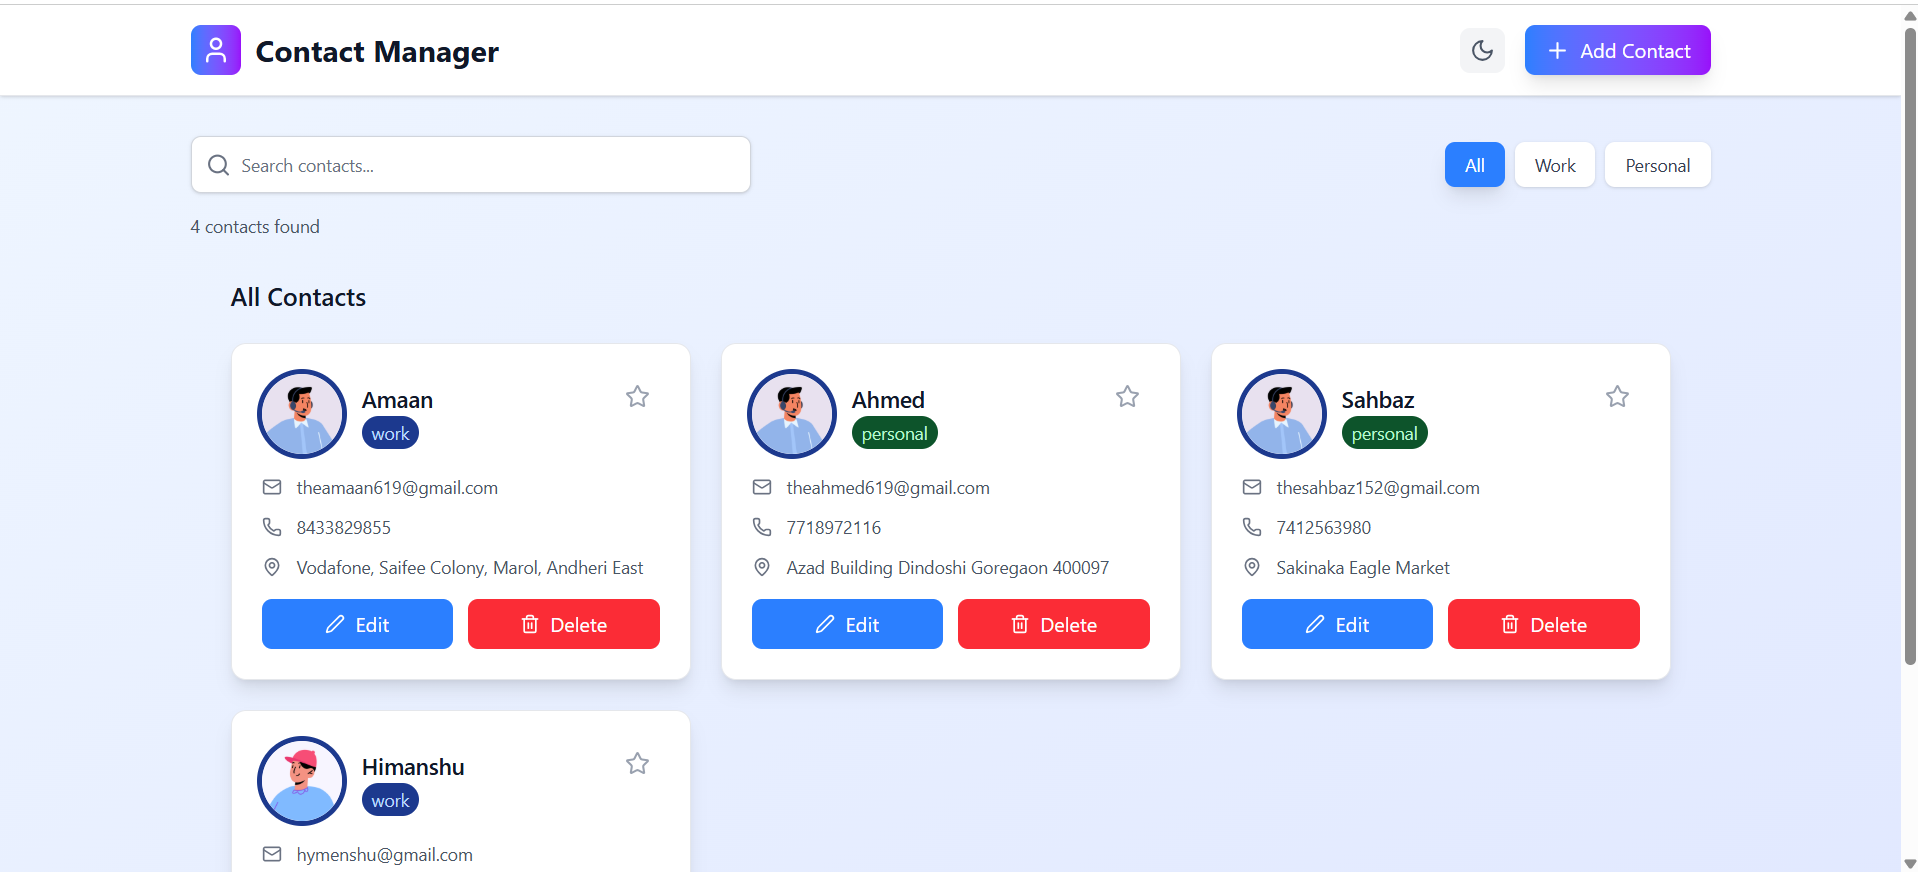 Contact Manager
Add Contact
Search contacts...
All
Work
Personal
4 contacts found
All Contacts
Amaan
work
theamaan619@gmail.com
8433829855
Vodafone, Saifee Colony, Marol, Andheri East
Edit
Delete
Ahmed
personal
theahmed619@gmail.com
7718972116
Azad Building Dindoshi Goregaon 400097
Edit
Delete
Sahbaz
personal
thesahbaz152@gmail.com
7412563980
Sakinaka Eagle Market
Edit
Delete
Himanshu
work
hymenshu@gmail.com